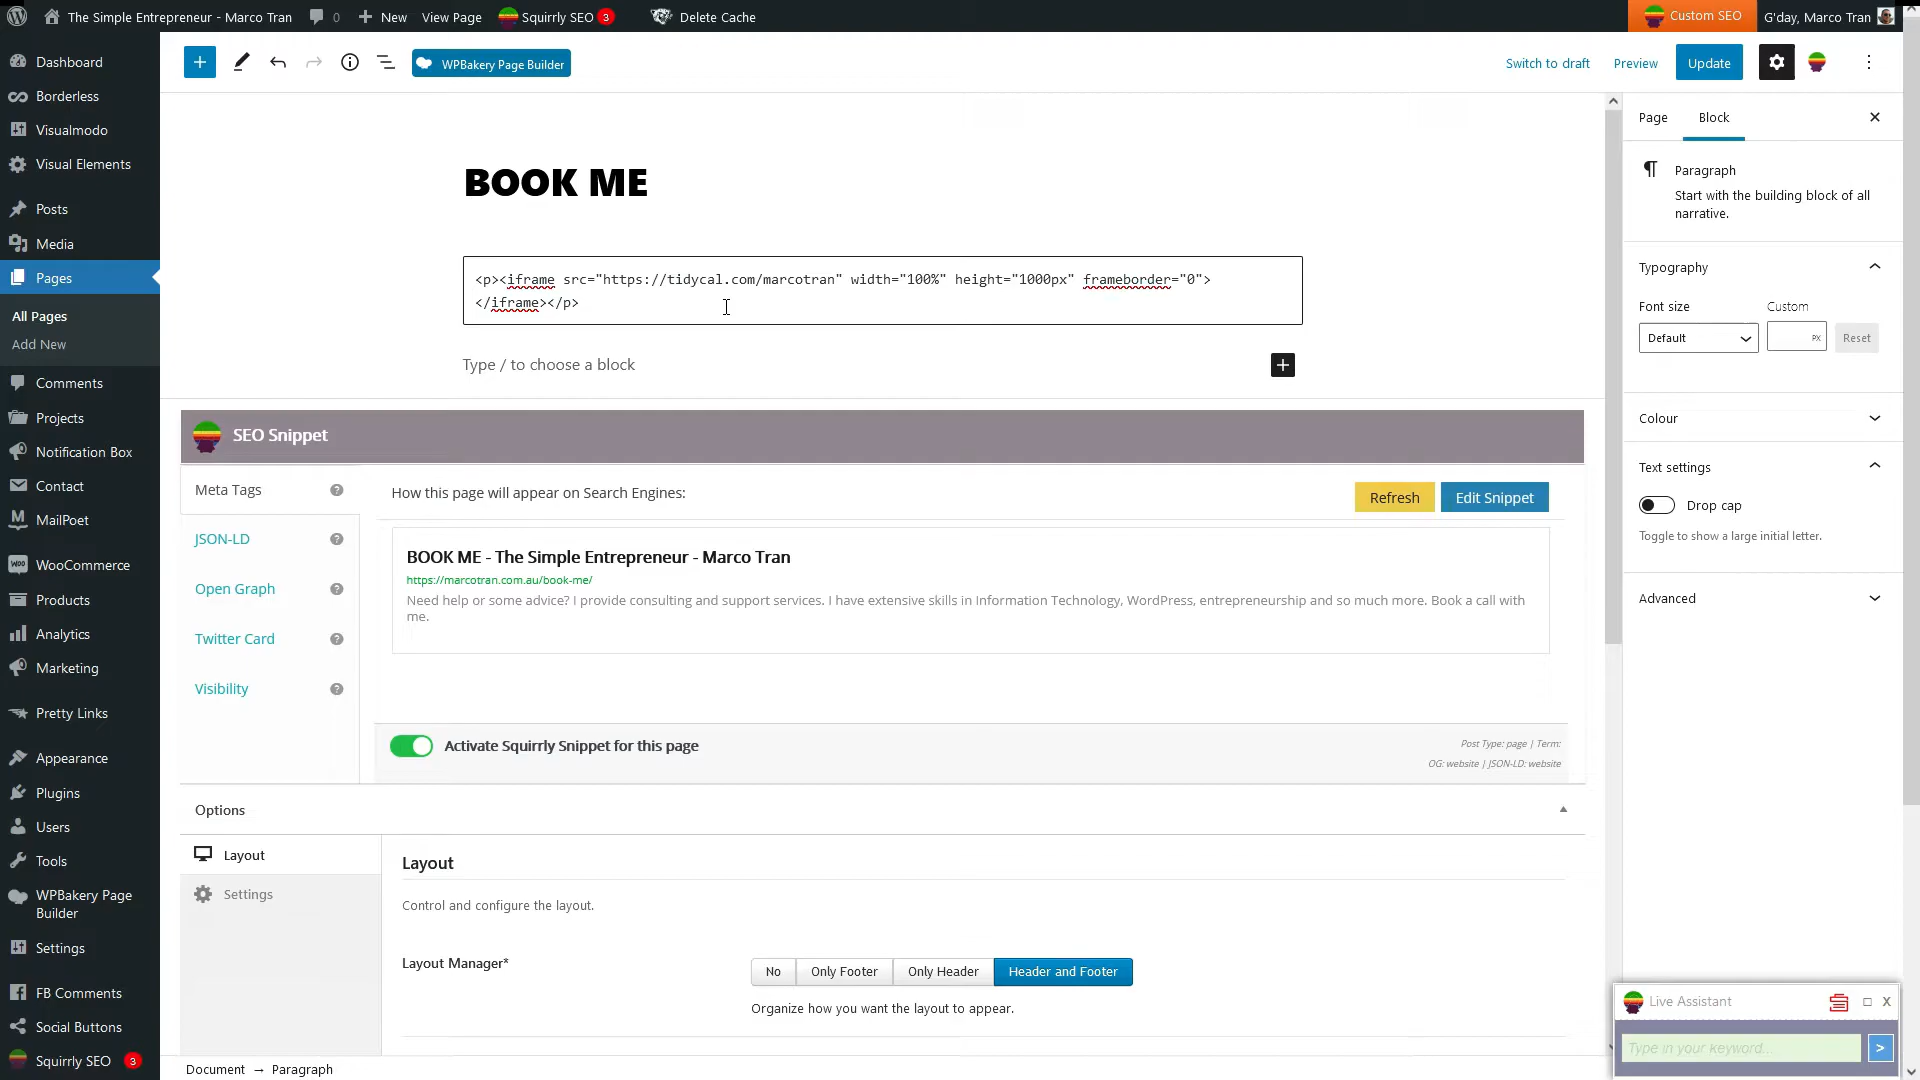 The Simple Entrepreneur - Marco Tran
0
New
View Page
Squirrly SEO 3
Delete Cache
Custom SEO
G'day, Marco Tran
Dashboard
Borderless
Visualmodo
Visual Elements
Posts
Media
Pages
All Pages
Add New
Comments
Projects
Notification Box
Contact
MailPoet
WooCommerce
Products
Analytics
Marketing
Pretty Links
Appearance
Plugins
Users
Tools
WPBakery Page
Builder
Settings
FB Comments
Social Buttons
Squirrly SEO 3
WPBakery Page Builder
Switch to draft
Preview
Update
BOOK ME
<p><iframe src="https://tidycal.com/marcotran" width="100%" height="1000px" frameborder="0">
</iframe></p>
Type / to choose a block
SEO Snippet
Meta Tags
JSON-LD
Open Graph
Twitter Card
Visibility
How this page will appear on Search Engines:
Refresh
Edit Snippet
BOOK ME - The Simple Entrepreneur - Marco Tran
https://marcotran.com.au/book-me/
Need help or some advice? I provide consulting and support services. I have extensive skills in Information Technology, WordPress, entrepreneurship and so much more. Book a call with
me.
Activate Squirrly Snippet for this page
Post Type: page | Term:
OG: website | JSON-LD: website
Options
Layout
Settings
Layout
Control and configure the layout.
Layout Manager*
No
Only Footer
Only Header
Header and Footer
Organize how you want the layout to appear.
Document → Paragraph
Page
Block
Paragraph
Start with the building block of all
narrative.
Typography
Font size
Custom
Default
PX
Reset
Colour
Text settings
Drop cap
Toggle to show a large initial letter.
Advanced
Live Assistant
X
Type in your keyword...
>